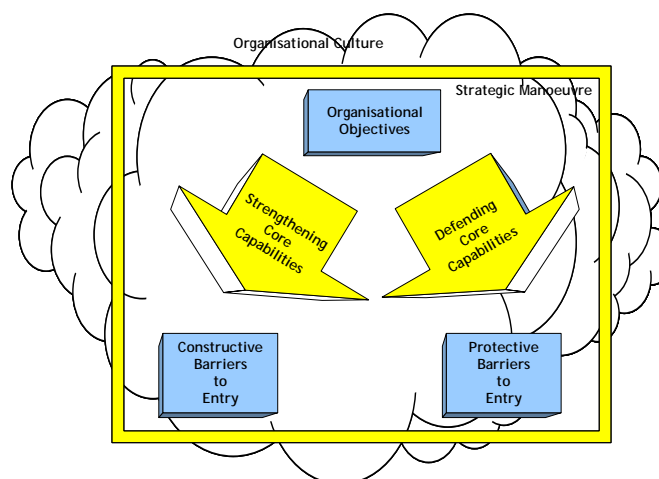 Organisational Culture
Strategic Manoeuvre
Organisational
Objectives
Strengthening
Core
Capabilities
Defending
Core
Capabilities
Constructive
Barriers
to
Entry
Protective
Barriers
to
Entry